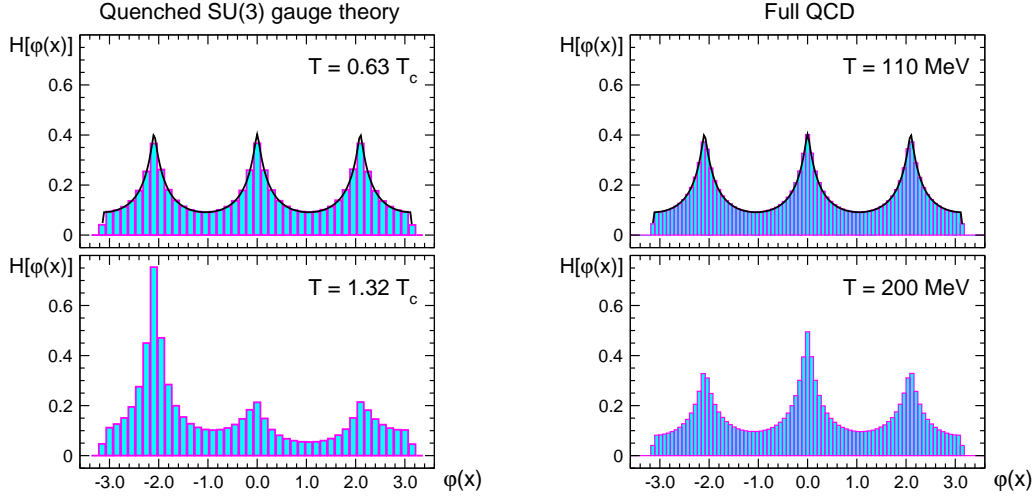 Quenched SU(3) gauge theory
H[φ(x)]
T = 0.63 T_c
0.6
0.4
0.2
0
H[φ(x)]
T = 1.32 T_c
0.6
0.4
0.2
0
-3.0 -2.0 -1.0 0.0 1.0 2.0 3.0 φ(x)
Full QCD
H[φ(x)]
T = 110 MeV
0.6
0.4
0.2
0
H[φ(x)]
T = 200 MeV
0.6
0.4
0.2
0
-3.0 -2.0 -1.0 0.0 1.0 2.0 3.0 φ(x)